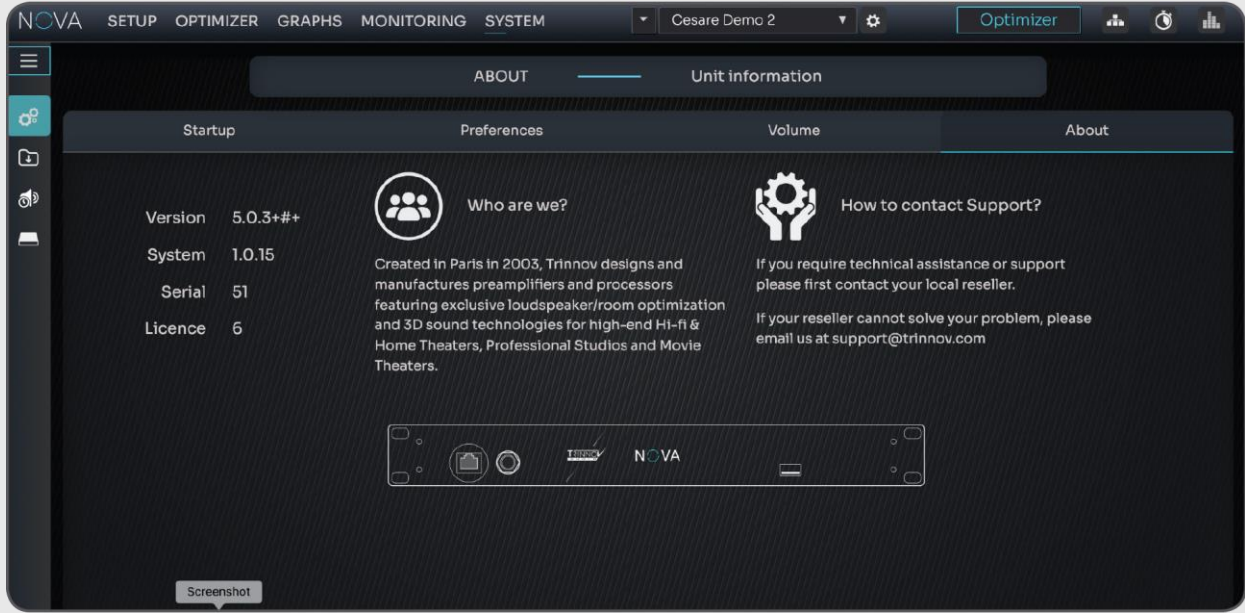 NOVA SETUP OPTIMIZER GRAPHS MONITORING SYSTEM Cesare Demo 2 Optimizer
ABOUT Unit information
Startup Preferences Volume About
Who are we?
How to contact Support?
Version 5.0.3+#+
System 1.0.15
Serial 51
Licence 6
Created in Paris in 2003, Trinnov designs and
manufactures preamplifiers and processors
featuring exclusive loudspeaker/room optimization
and 3D sound technologies for high-end Hi-fi &
Home Theaters, Professional Studios and Movie
Theaters.
If you require technical assistance or support
please first contact your local reseller.
If your reseller cannot solve your problem, please
email us at support@trinnov.com
TRINNOV NOVA
Screenshot